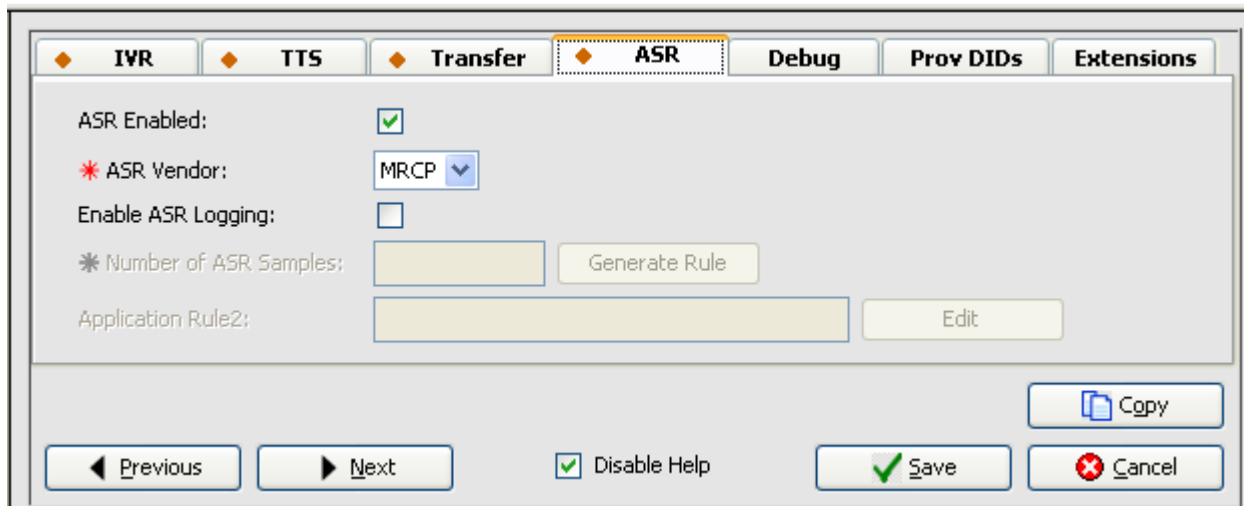 IVR TTS Transfer ASR Debug Prov DIDs Extensions
ASR Enabled:
* ASR Vendor: MRCP
Enable ASR Logging:
* Number of ASR Samples: Generate Rule
Application Rule2: Edit
Copy
Previous Next Disable Help Save Cancel